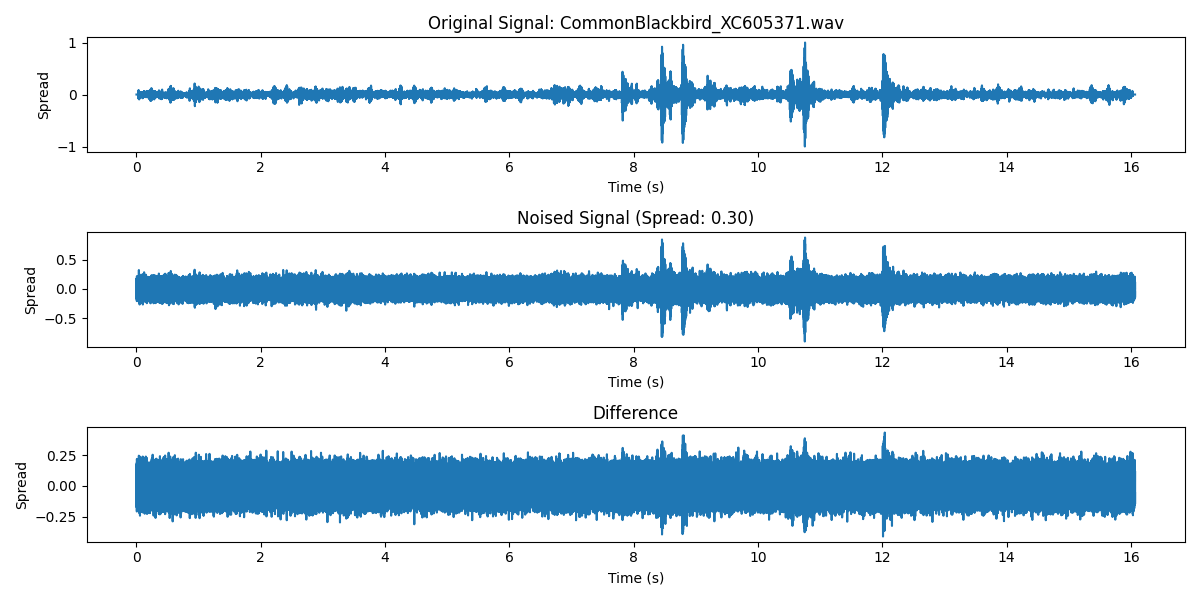 Original Signal: CommonBlackbird_XC605371.wav
1
0
−1
Spread
0 2 4 6 8 10 12 14 16
Time (s)
Noised Signal (Spread: 0.30)
0.5
0.0
−0.5
Spread
0 2 4 6 8 10 12 14 16
Time (s)
Difference
0.25
0.00
−0.25
Spread
0 2 4 6 8 10 12 14 16
Time (s)